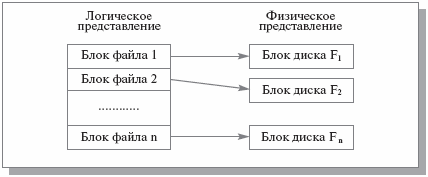 Логическое
представление
Физическое
представление
Блок файла 1
Блок диска F1
Блок файла 2
Блок диска F2
............
Блок файла n
Блок диска Fn